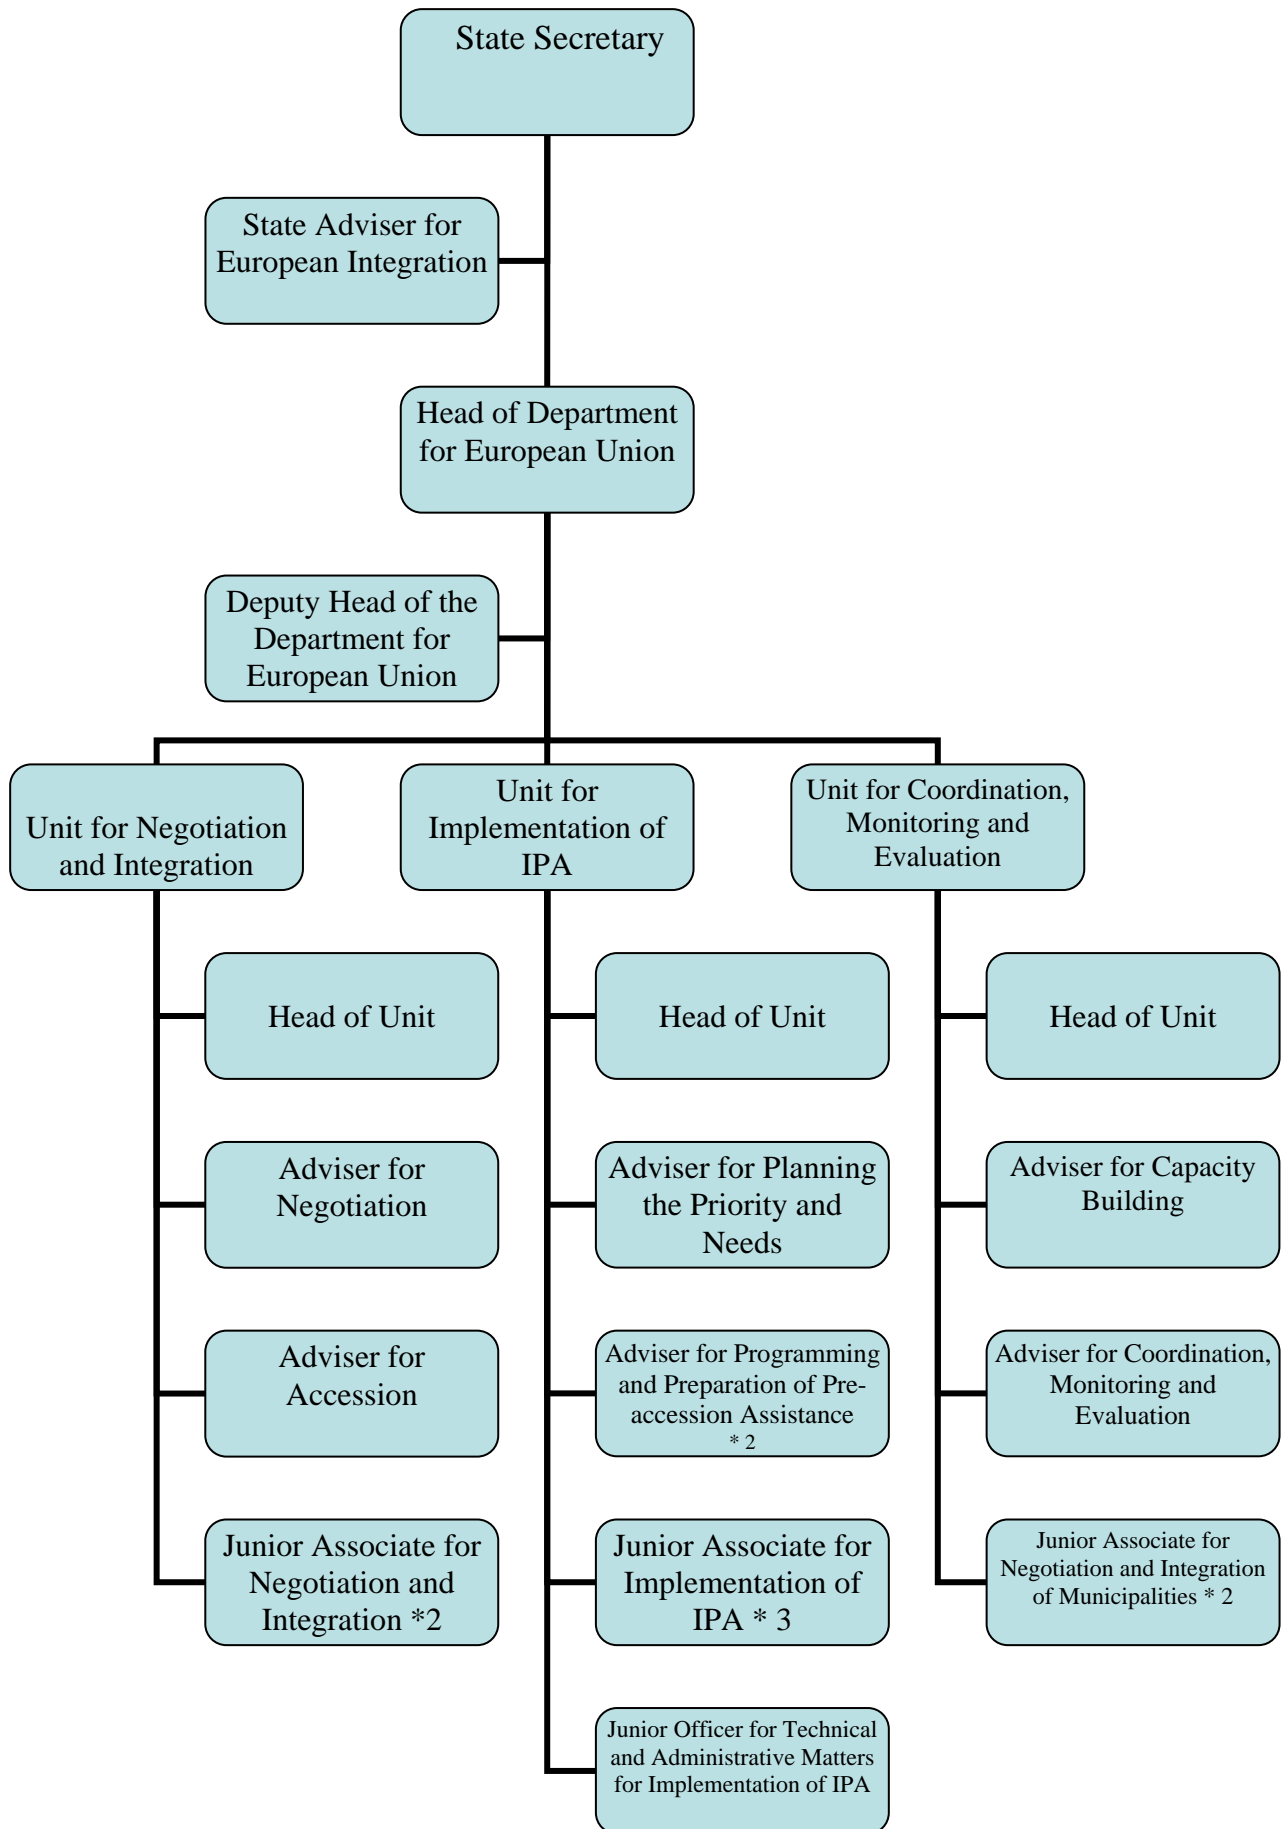 State Secretary
State Adviser for
European Integration
Head of Department
for European Union
Deputy Head of the
Department for
European Union
Unit for Negotiation
and Integration
Unit for
Implementation of
IPA
Unit for Coordination,
Monitoring and
Evaluation
Head of Unit
Head of Unit
Head of Unit
Adviser for
Negotiation
Adviser for Planning
the Priority and
Needs
Adviser for Capacity
Building
Adviser for
Accession
Adviser for Programming
and Preparation of Pre-
accession Assistance
* 2
Adviser for Coordination,
Monitoring and
Evaluation
Junior Associate for
Negotiation and
Integration *2
Junior Associate for
Implementation of
IPA * 3
Junior Associate for
Negotiation and Integration
of Municipalities * 2
Junior Officer for Technical
and Administrative Matters
for Implementation of IPA